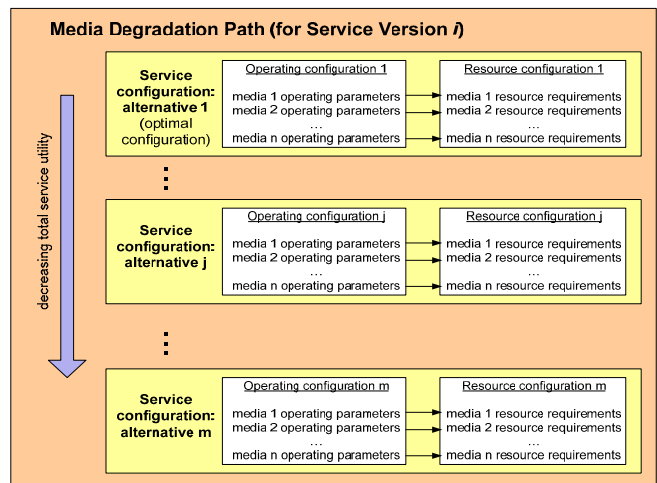 Media Degradation Path (for Service Version i)
decreasing total service utility
Service
configuration:
alternative 1
(optimal
configuration)
Operating configuration 1
media 1 operating parameters
media 2 operating parameters
...
media n operating parameters
Resource configuration 1
media 1 resource requirements
media 2 resource requirements
...
media n resource requirements
Service
configuration:
alternative j
Operating configuration j
media 1 operating parameters
media 2 operating parameters
...
media n operating parameters
Resource configuration j
media 1 resource requirements
media 2 resource requirements
...
media n resource requirements
Service
configuration:
alternative m
Operating configuration m
media 1 operating parameters
media 2 operating parameters
...
media n operating parameters
Resource configuration m
media 1 resource requirements
media 2 resource requirements
...
media n resource requirements